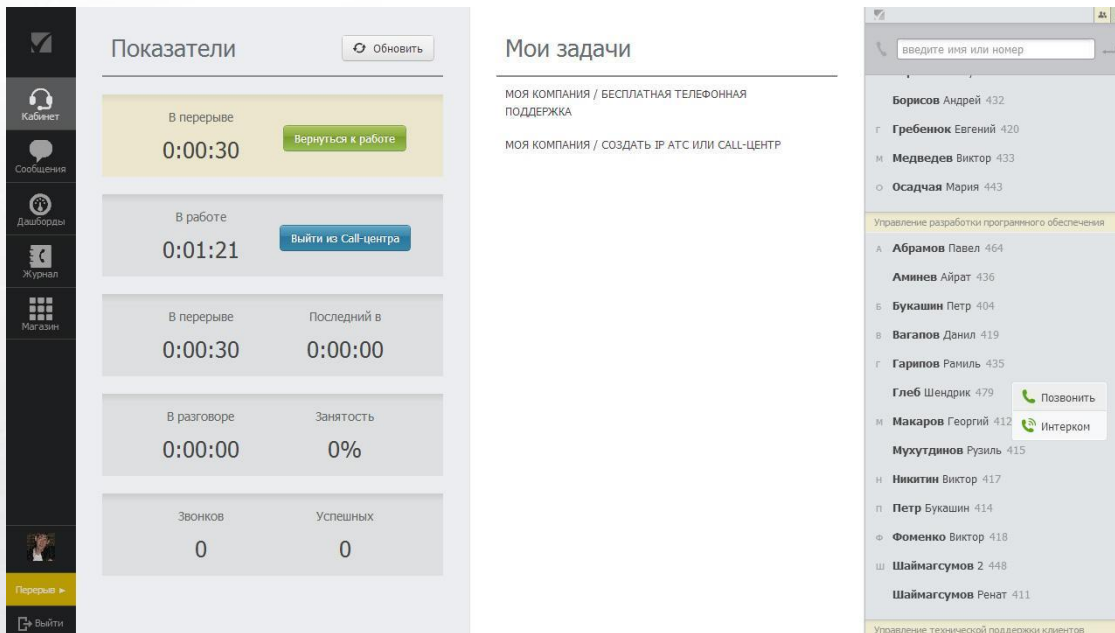 Кабинет
Сообщения
Дашборды
Журнал
Магазин
Перерыв
Выйти
Показатели
Обновить
В перерыве
0:00:30
Вернуться к работе
В работе
0:01:21
Выйти из Call-центра
В перерыве Последний в
0:00:30 0:00:00
В разговоре Занятость
0:00:00 0%
Звонков Успешных
0 0
Мои задачи
МОЯ КОМПАНИЯ / БЕСПЛАТНАЯ ТЕЛЕФОННАЯ
ПОДДЕРЖКА
МОЯ КОМПАНИЯ / СОЗДАТЬ IP АТС ИЛИ CALL-ЦЕНТР
введите имя или номер
Борисов Андрей 432
Г Гребенюк Евгений 420
М Медведев Виктор 433
О Осадчая Мария 443
Управление разработки программного обеспечения
А Абрамов Павел 464
Аминев Айрат 436
Б Букашин Петр 404
В Вагапов Данил 419
Г Гарипов Рамиль 435
Глеб Шендрик 479
Позвонить
М Макаров Георгий 412
Интерком
Мухутдинов Рузиль 415
Н Никитин Виктор 417
П Петр Букашин 414
Ф Фоменко Виктор 418
Ш Шаймагсумов 2 448
Шаймагсумов Ренат 411
Управление технической поддержки клиентов